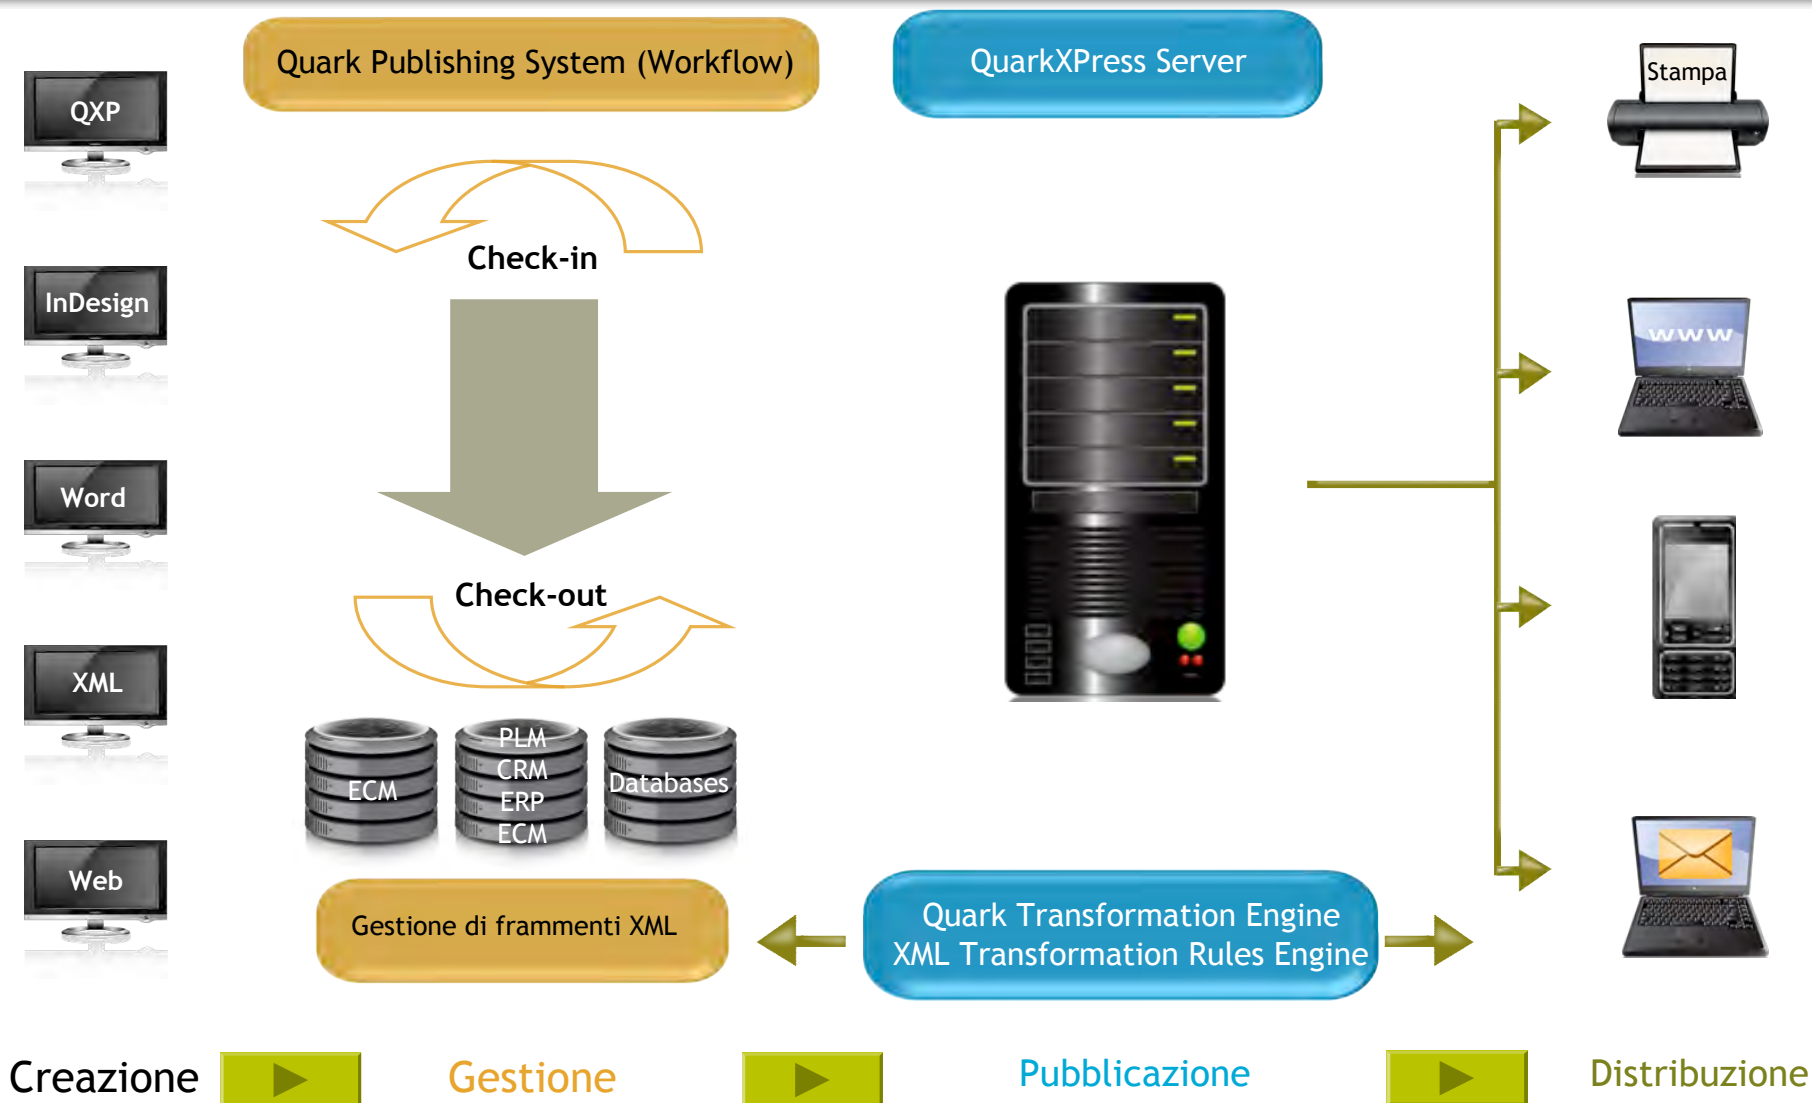 Quark Publishing System (Workflow)
QuarkXPress Server
Stampa
QXP
InDesign
Word
XML
Web
Check-in
Check-out
www
ECM
PLM
CRM
ERP
ECM
Databases
Gestione di frammenti XML
Quark Transformation Engine
XML Transformation Rules Engine
Creazione
Gestione
Pubblicazione
Distribuzione